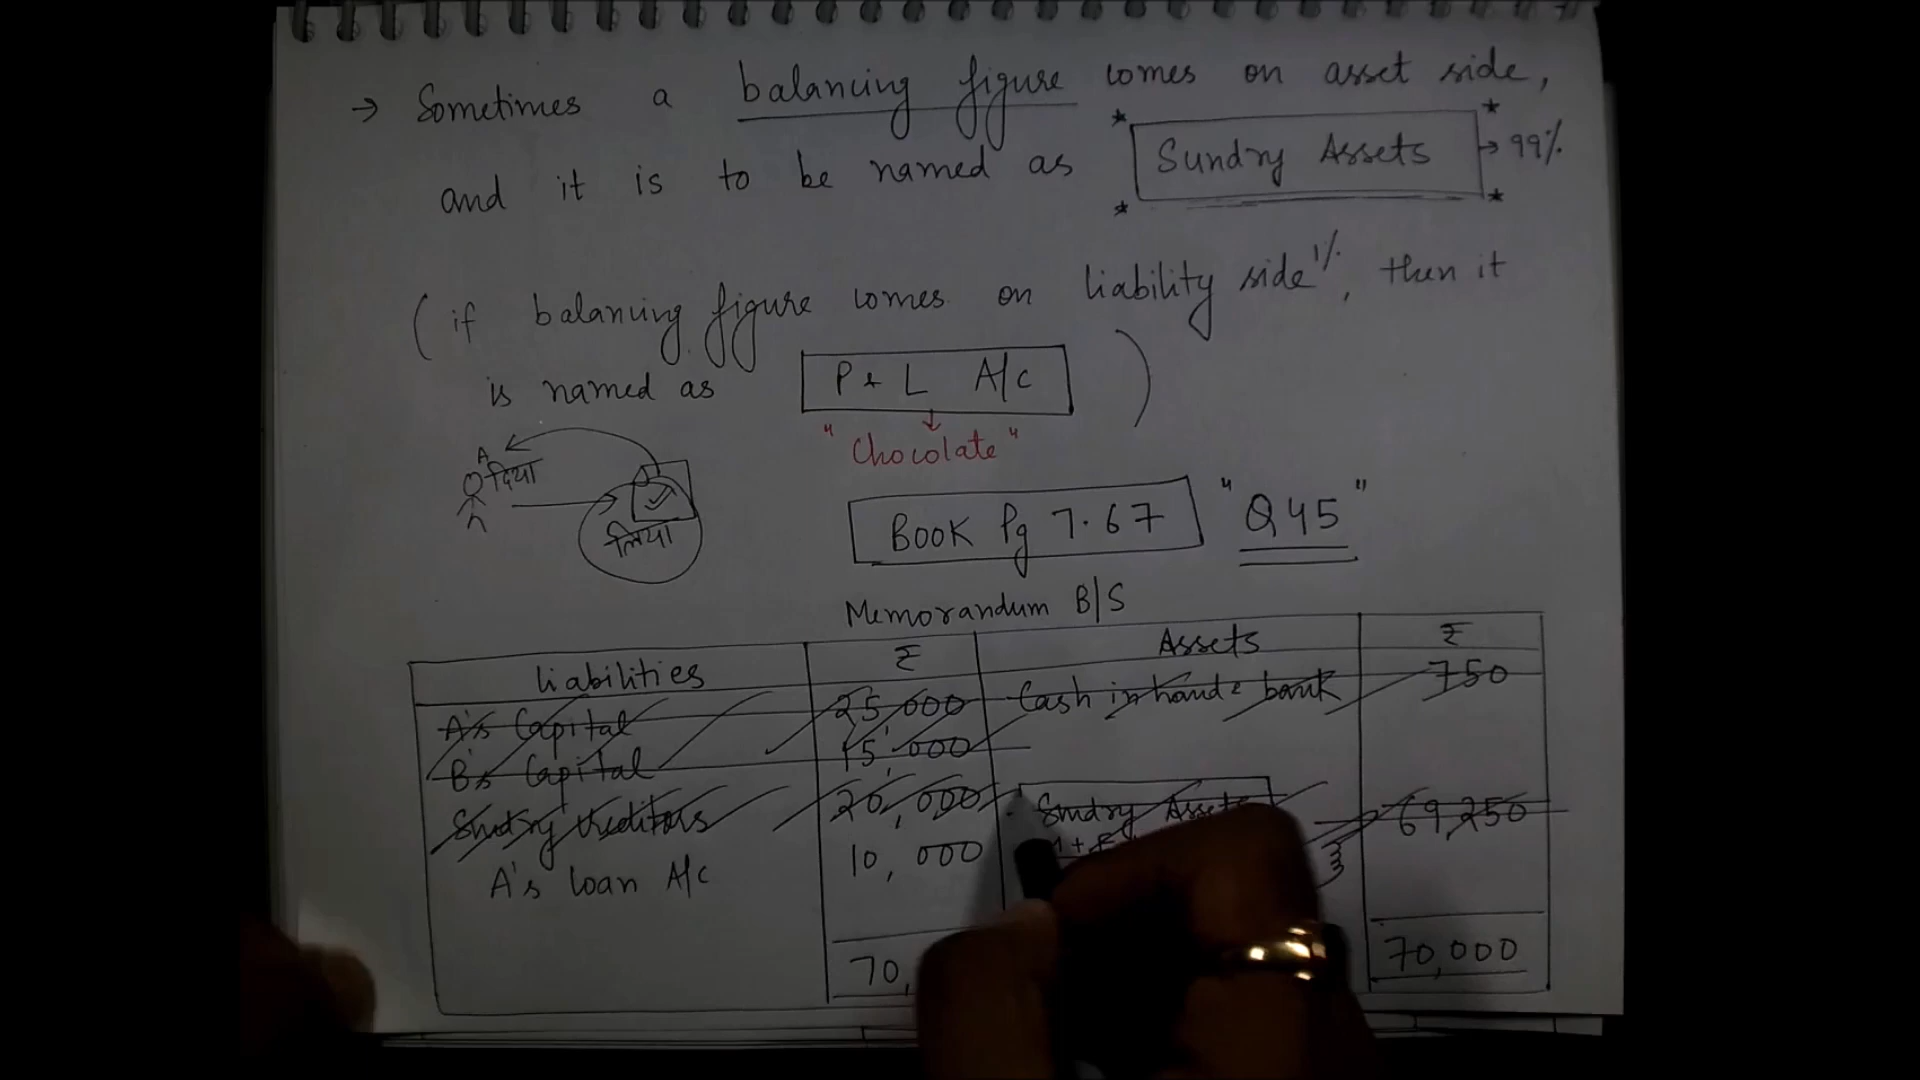 → Sometimes a balancing figure comes on asset side,
and it is to be named as Sundry Assets → 99%
(if balancing figure comes on liability side 1%, then it
is named as P & L A/c)
"Chocolate"
A दिया
लिया
Book Pg 7.67 "Q45"
Memorandum B/S
Liabilities ₹ Assets ₹
A's Capital 25,000 Cash in hand & bank 750
B's Capital 15,000
Sundry Creditors 20,000 Sundry Assets 69,250
A's loan A/c 10,000
70, 70,000